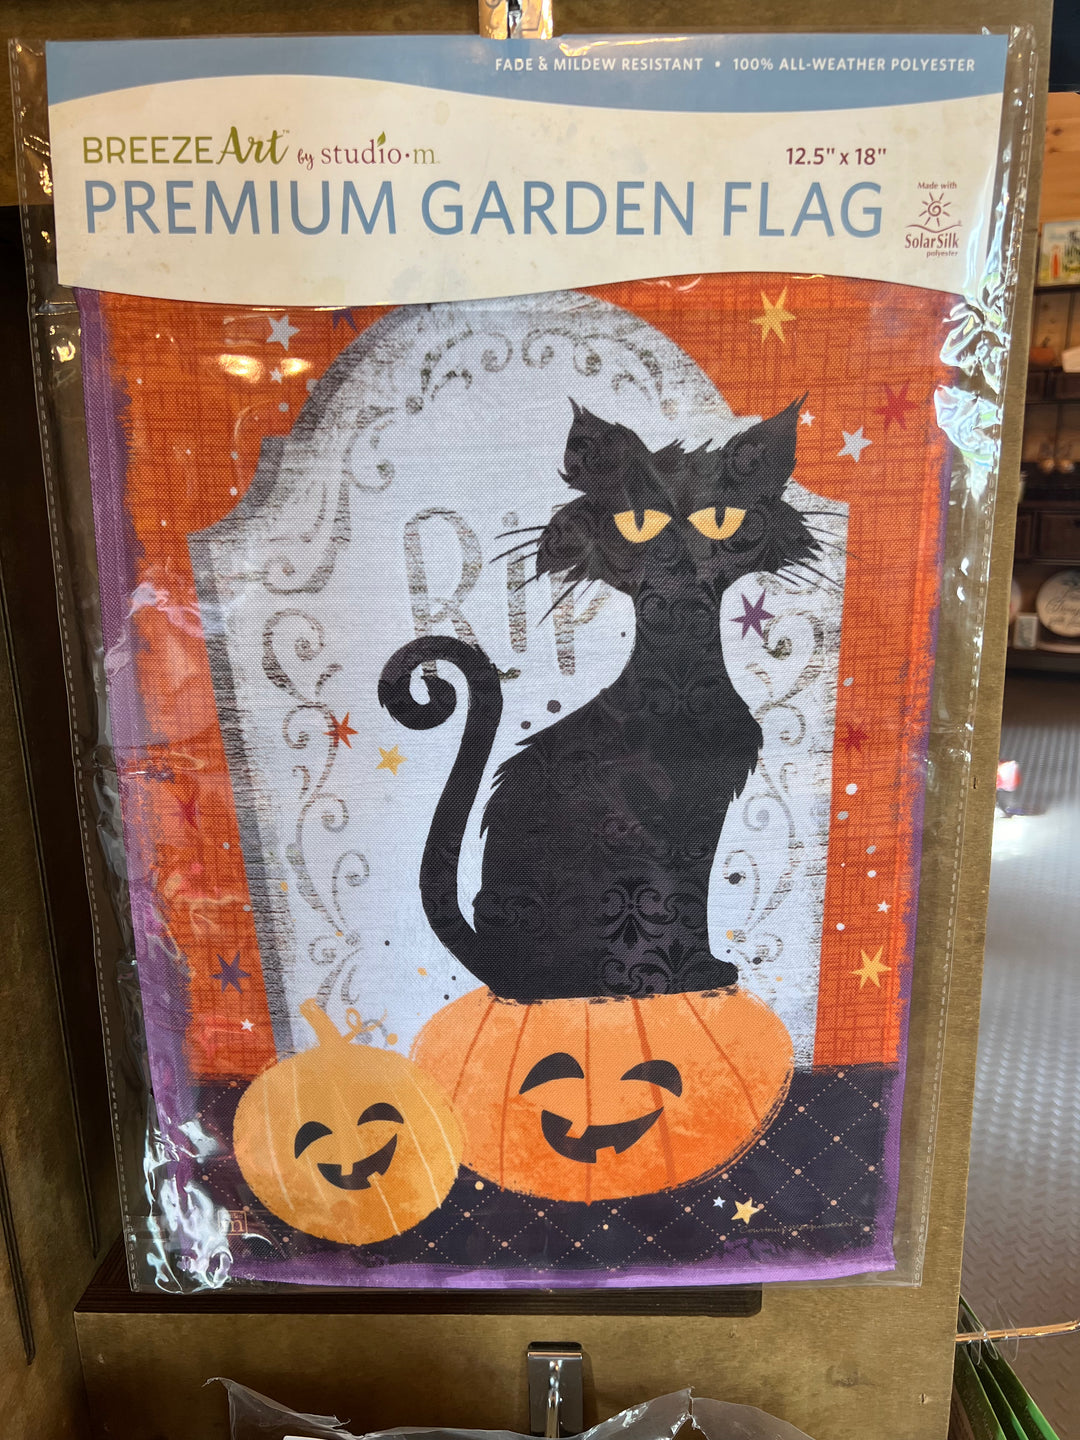 FADE & MILDEW RESISTANT • 100% ALL-WEATHER POLYESTER
BREEZEArt™ by studio•m
12.5" x 18"
PREMIUM GARDEN FLAG
Made with
SolarSilk
polyester
RiP
m